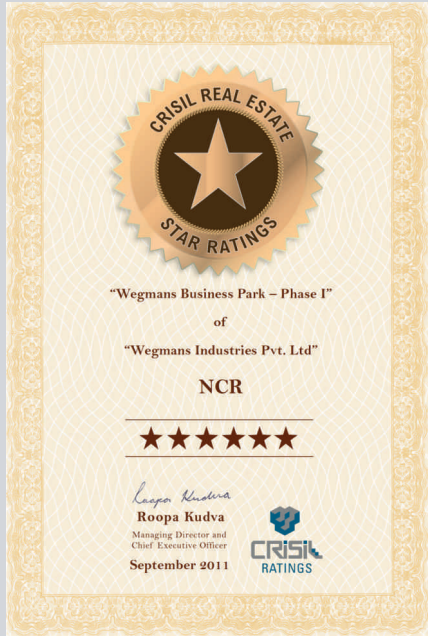 CRISIL REAL ESTATE
STAR RATINGS
“Wegmans Business Park – Phase I”
of
“Wegmans Industries Pvt. Ltd”
NCR
Roopa Kudva
Roopa Kudva
Managing Director and
Chief Executive Officer
September 2011
CRISIL
RATINGS